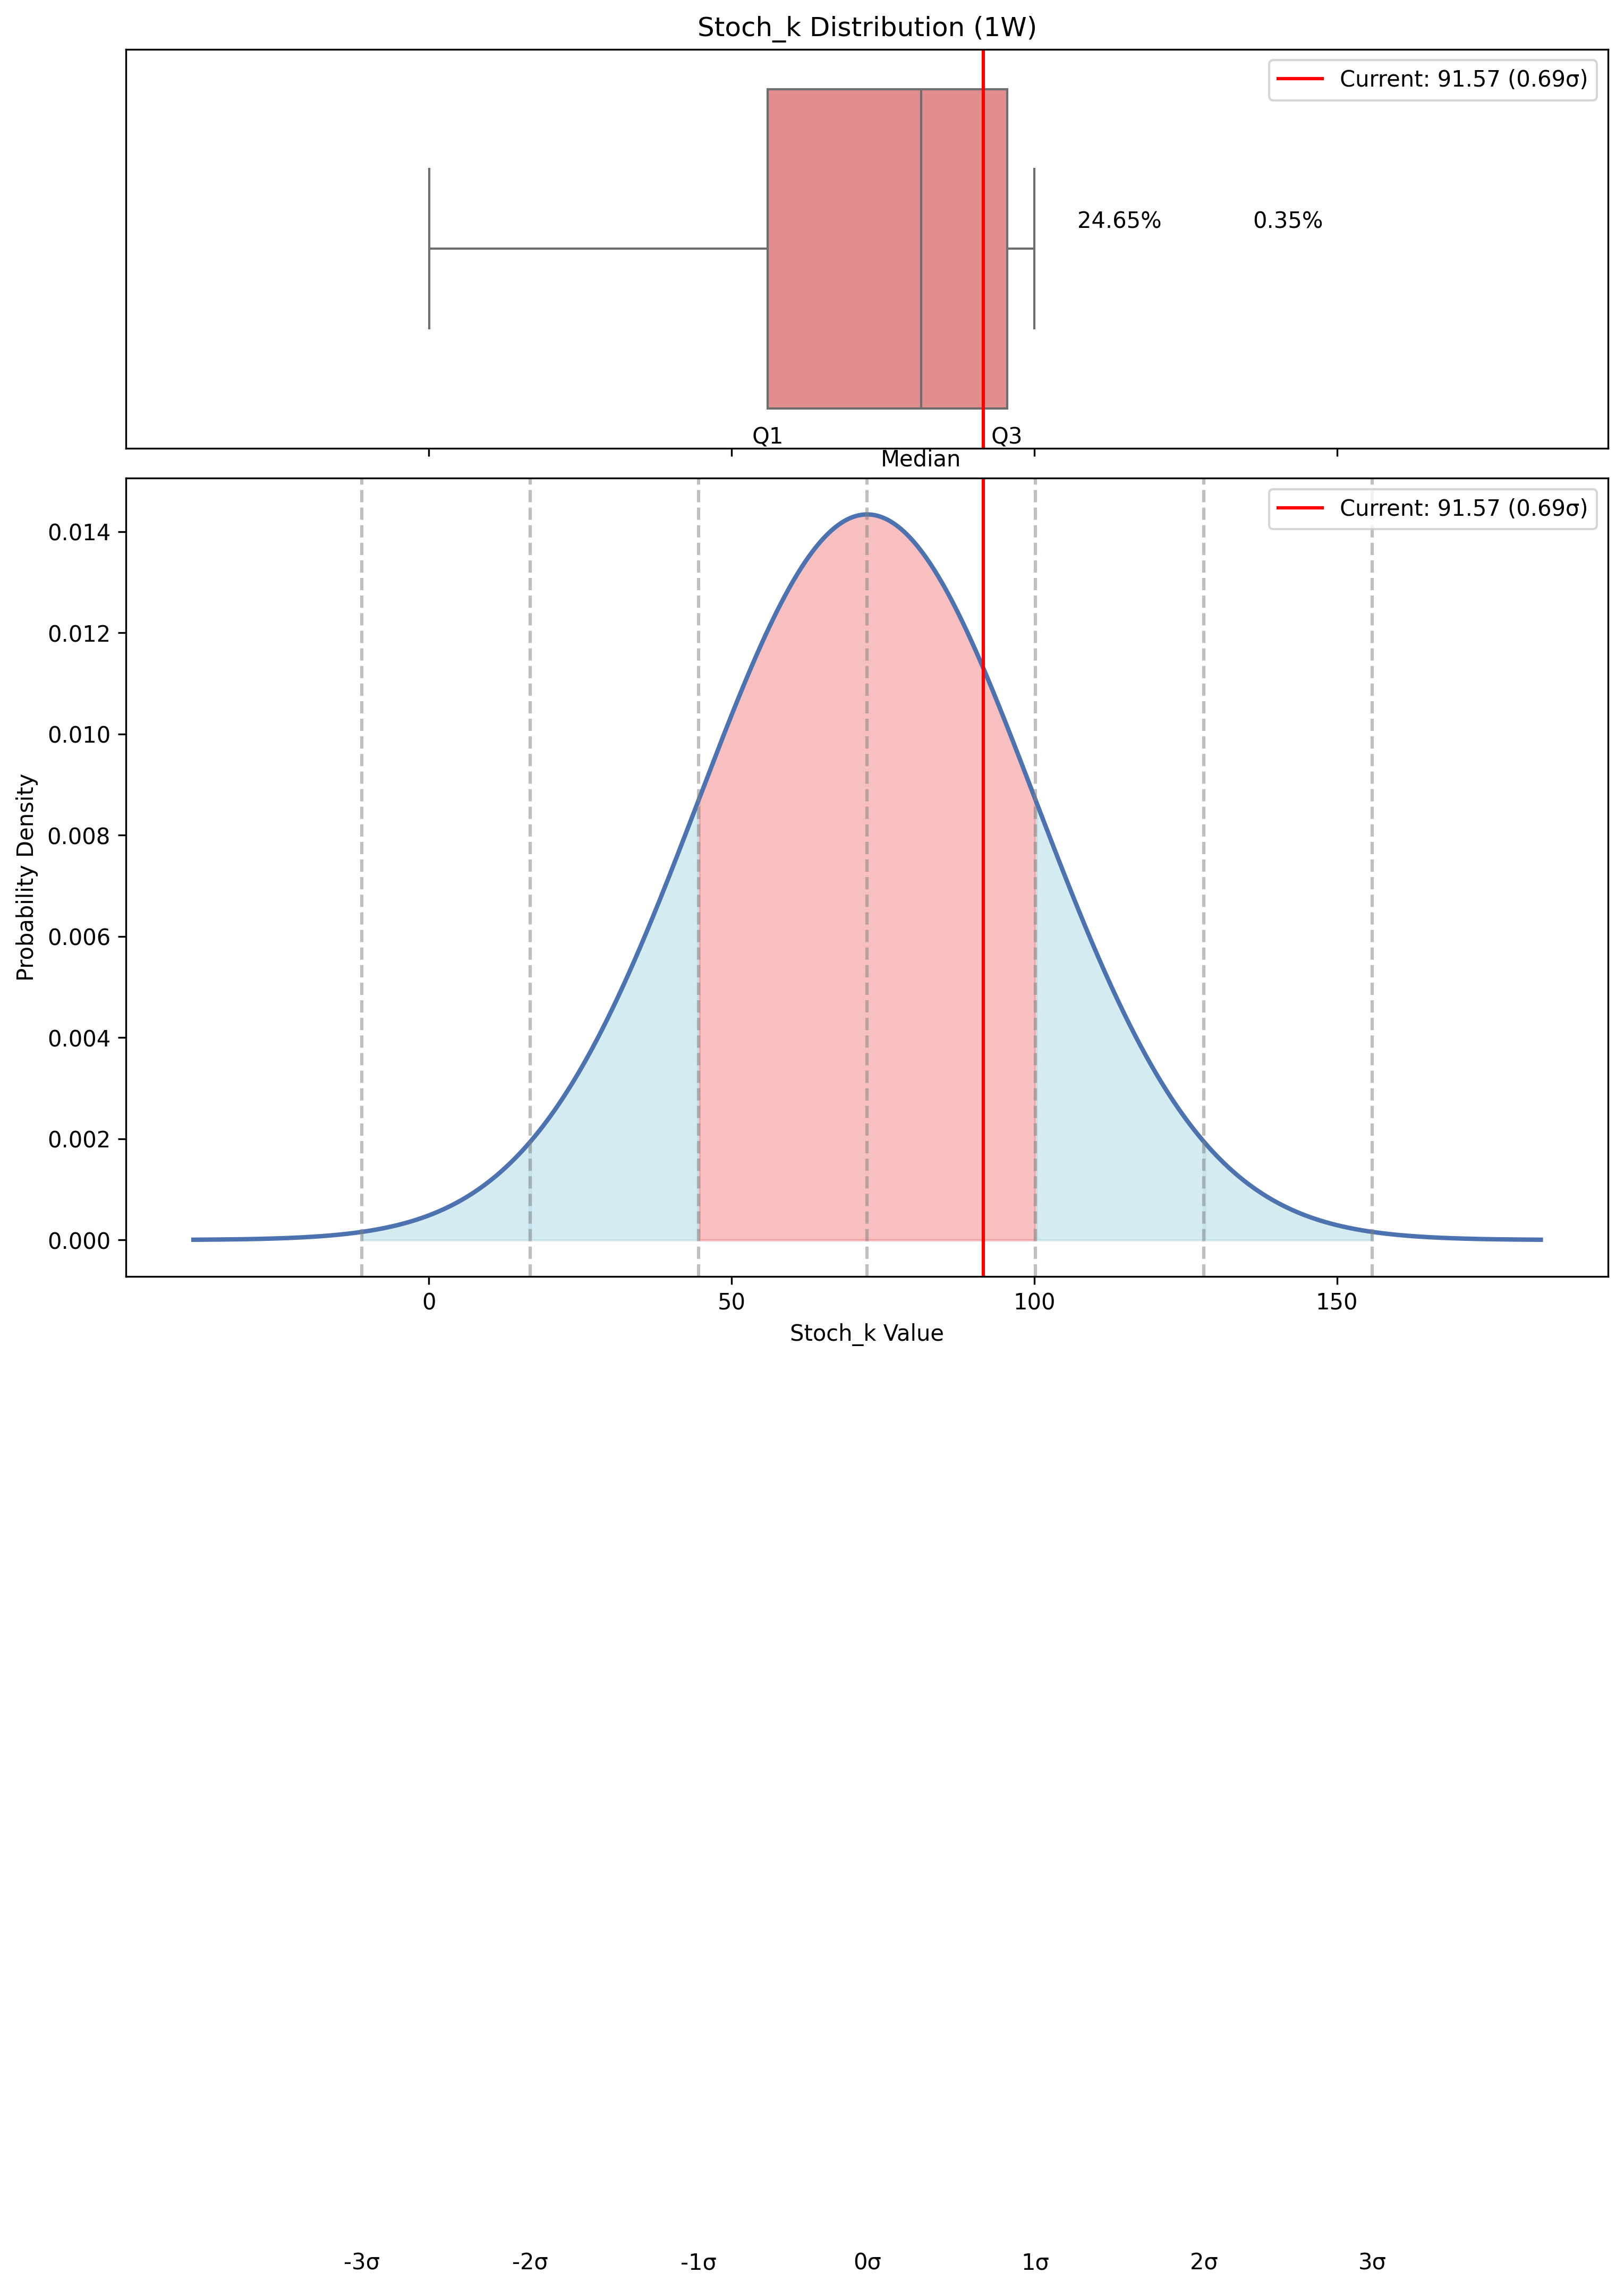 Stoch_k Distribution (1W)
Current: 91.57 (0.69σ)
24.65%
0.35%
Q1
Q3
Median
Current: 91.57 (0.69σ)
Probability Density
0.014
0.012
0.010
0.008
0.006
0.004
0.002
0.000
0
50
100
150
Stoch_k Value
-3σ
-2σ
-1σ
0σ
1σ
2σ
3σ